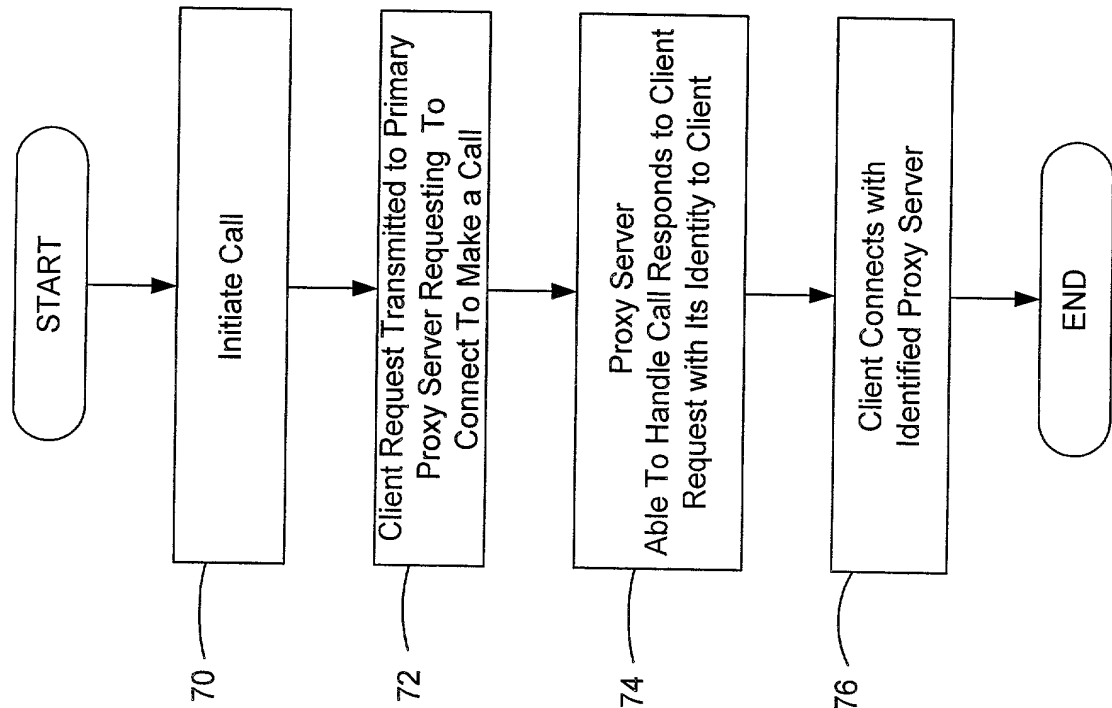 START
Initiate Call
70
Client Request Transmitted to Primary
Proxy Server Requesting To
Connect To Make a Call
72
Proxy Server
Able To Handle Call Responds to Client
Request with Its Identity to Client
74
Client Connects with
Identified Proxy Server
76
END